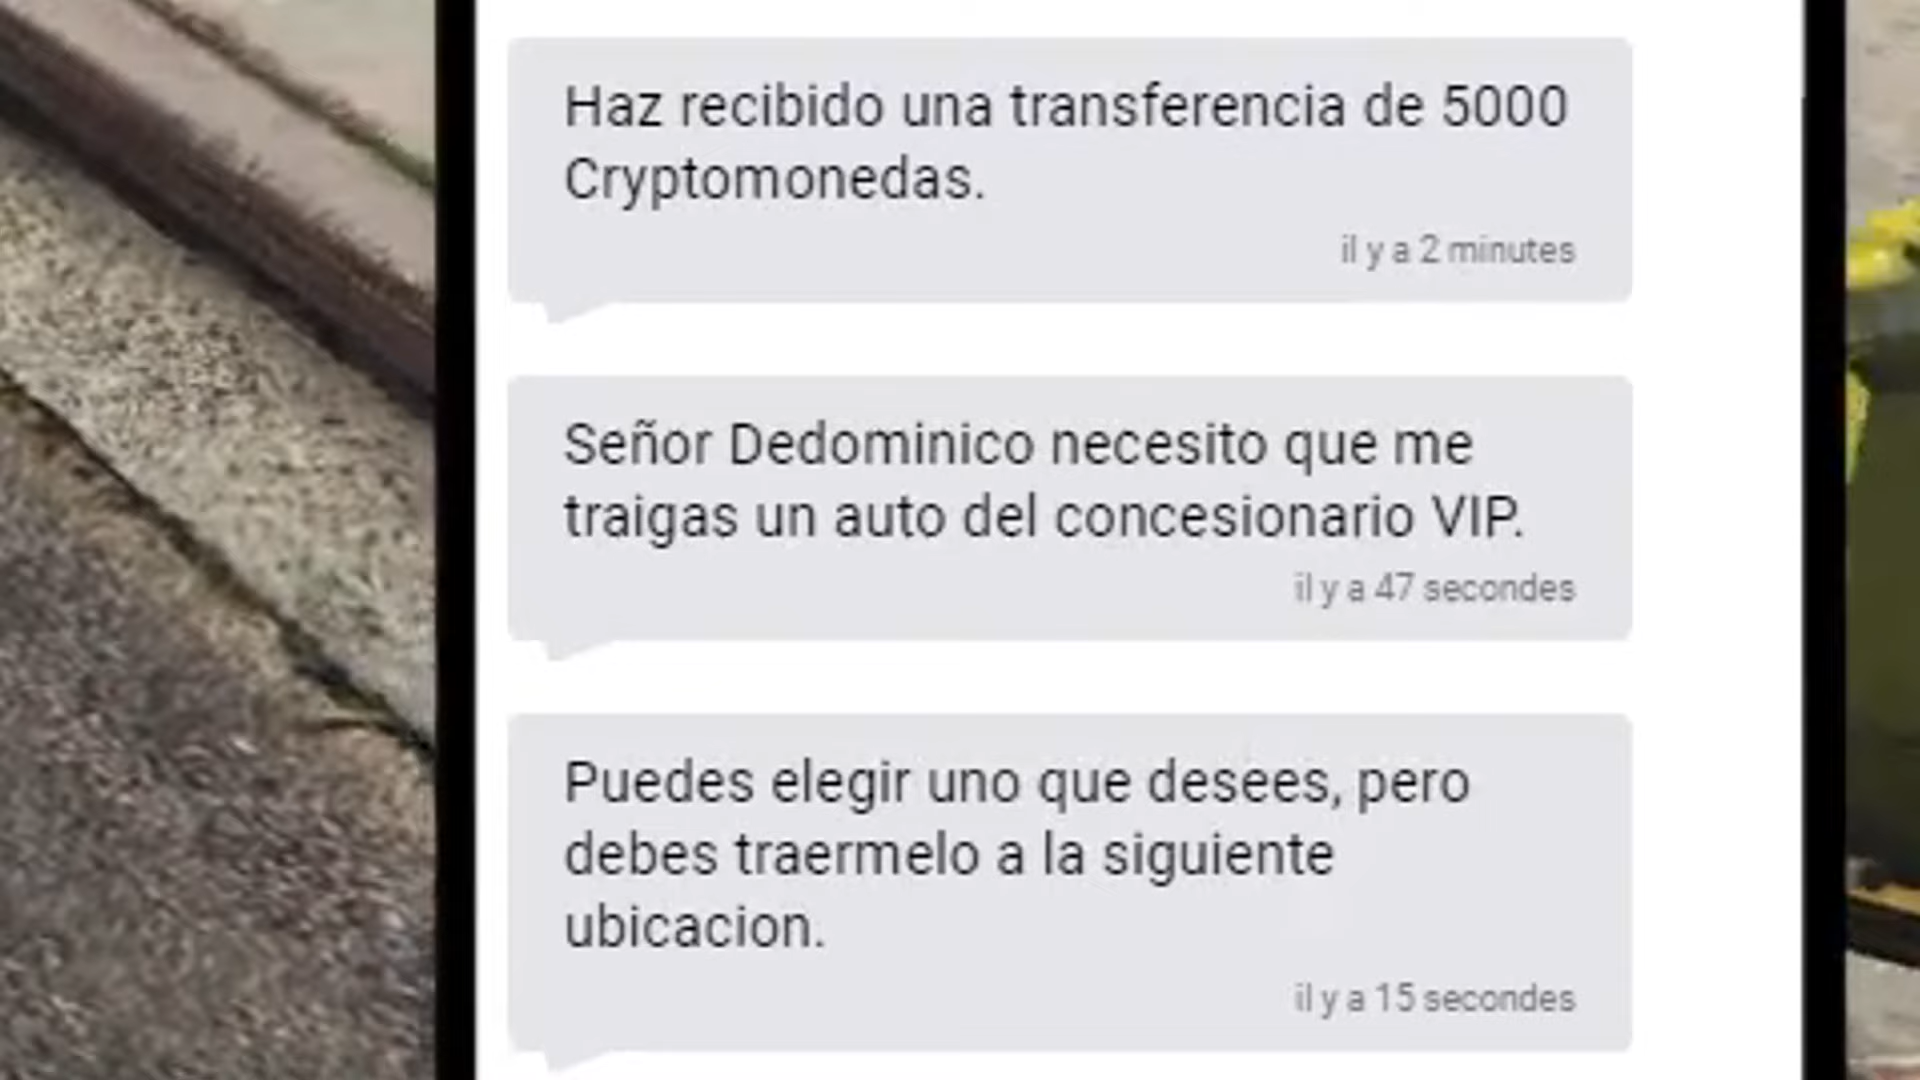 Haz recibido una transferencia de 5000
Cryptomonedas.
il y a 2 minutes
Señor Dedominico necesito que me
traigas un auto del concesionario VIP.
il y a 47 secondes
Puedes elegir uno que desees, pero
debes traermelo a la siguiente
ubicacion.
il y a 15 secondes